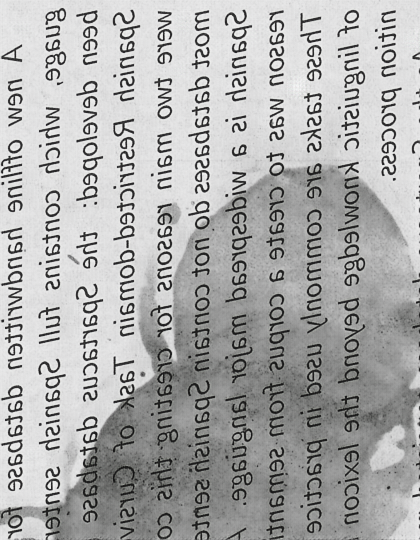 A new offline handwritten database for
guage, which contains full Spanish senten
been developed: the Spartacus database
Spanish Restricted-domain Task of Cursiv
were two main reasons for creating this co
most databases do not contain Spanish sente
Spanish is a widespread major language. A
reason was to create a corpus from semanti
These tasks are commonly used in practice
of linguistic knowledge beyond the lexicon
nition process.